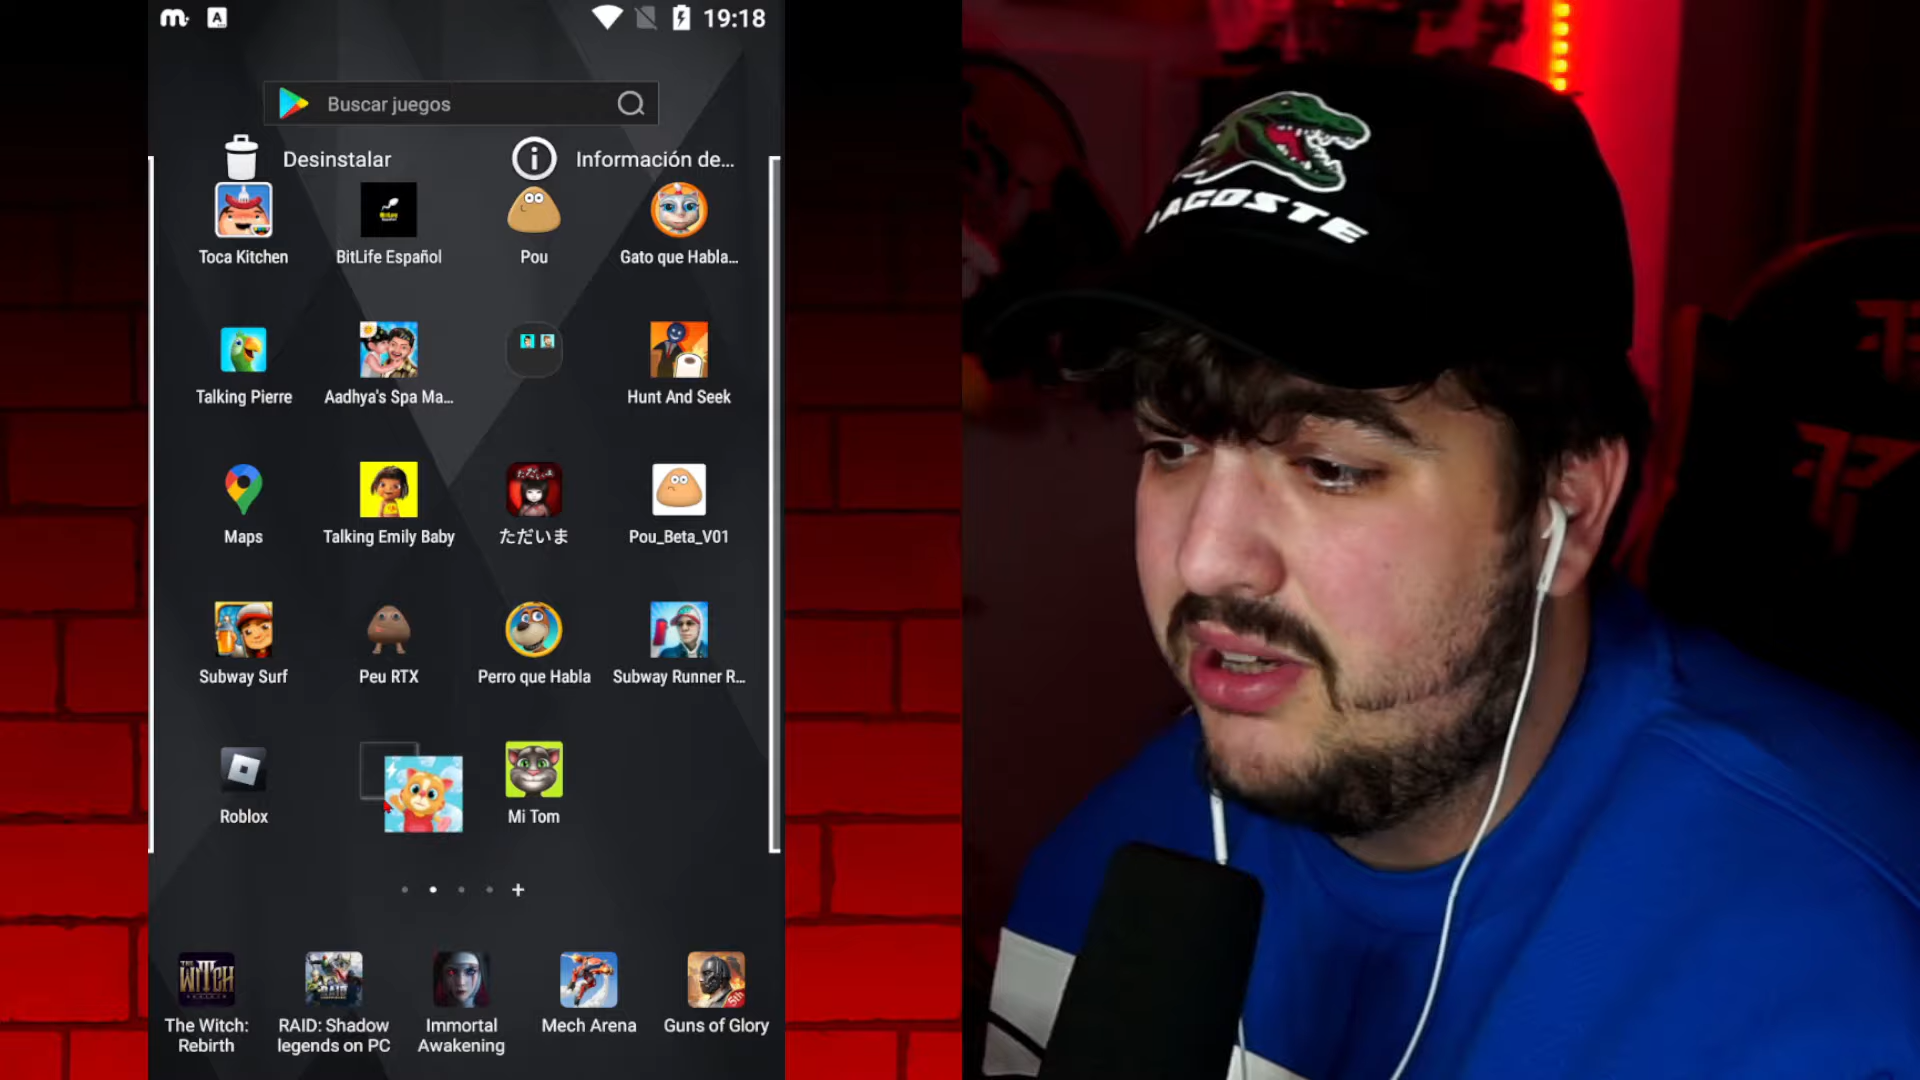 19:18
Buscar juegos
Desinstalar
Información de...
Toca Kitchen
BitLife Español
Pou
Gato que Habla...
Talking Pierre
Aadhya's Spa Ma...
Hunt And Seek
Maps
Talking Emily Baby
ただいま
Pou_Beta_V01
Subway Surf
Peu RTX
Perro que Habla
Subway Runner R...
Roblox
Mi Tom
The Witch:
Rebirth
RAID: Shadow
legends on PC
Immortal
Awakening
Mech Arena
Guns of Glory
LACOSTE